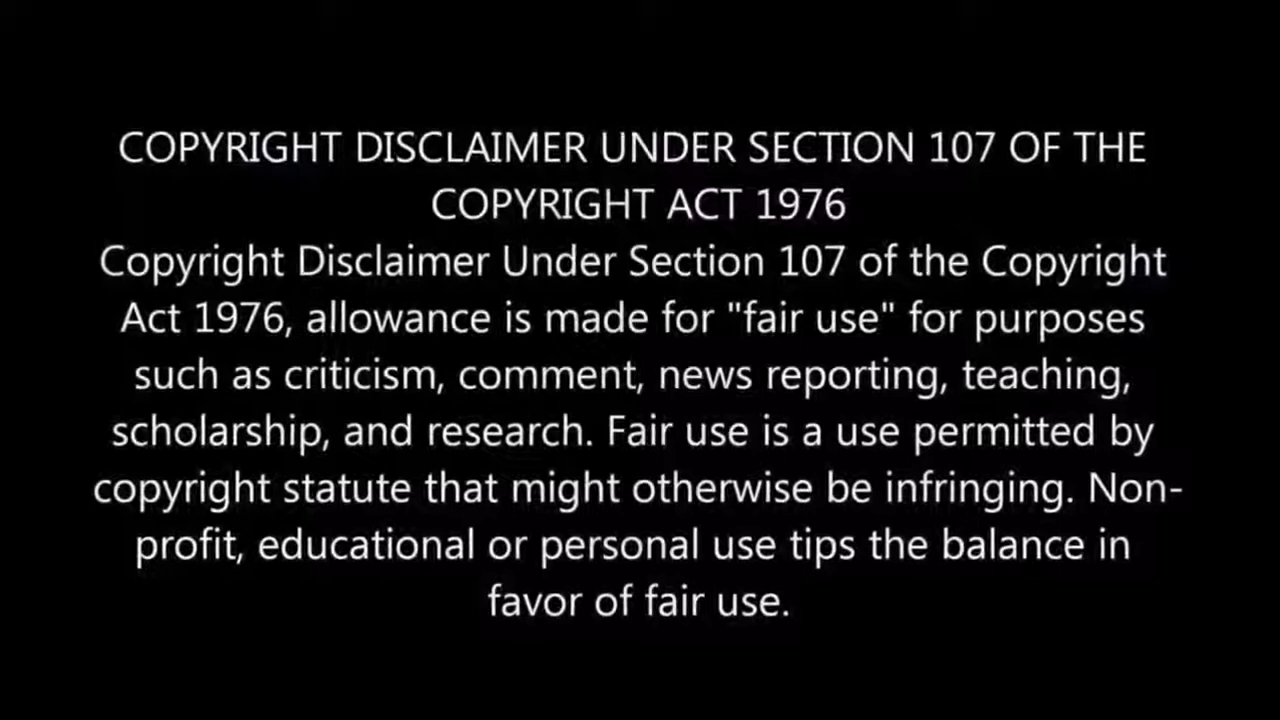 COPYRIGHT DISCLAIMER UNDER SECTION 107 OF THE
COPYRIGHT ACT 1976
Copyright Disclaimer Under Section 107 of the Copyright
Act 1976, allowance is made for "fair use" for purposes
such as criticism, comment, news reporting, teaching,
scholarship, and research. Fair use is a use permitted by
copyright statute that might otherwise be infringing. Non-
profit, educational or personal use tips the balance in
favor of fair use.